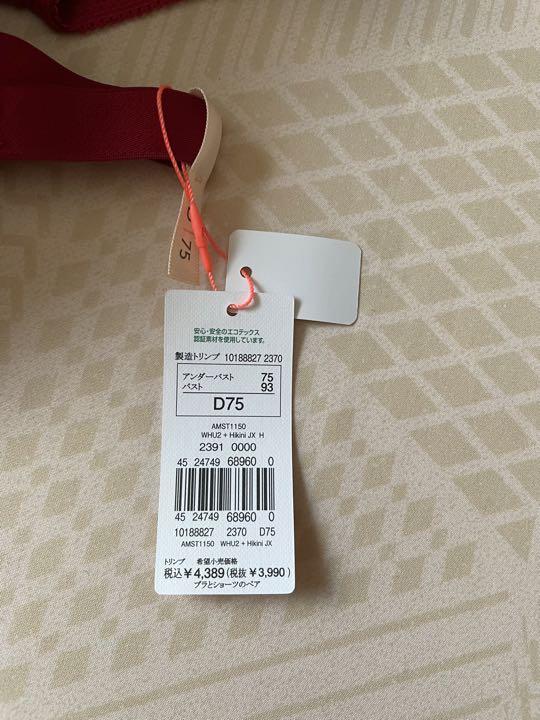 75
安心・安全のエコテックス
認証素材を使用しています。
製造トリンプ 10188827 2370
アンダーバスト 75
バスト 93
D75
AMST1150
WHU2 + Hikini JX H
2391 0000
45 24749 68960 0
45 24749 68960 0
10188827 2370 D75
AMST1150 WHU2 + Hikini JX
トリンプ 希望小売価格
税込¥4,389(税抜¥3,990)
ブラとショーツのペア